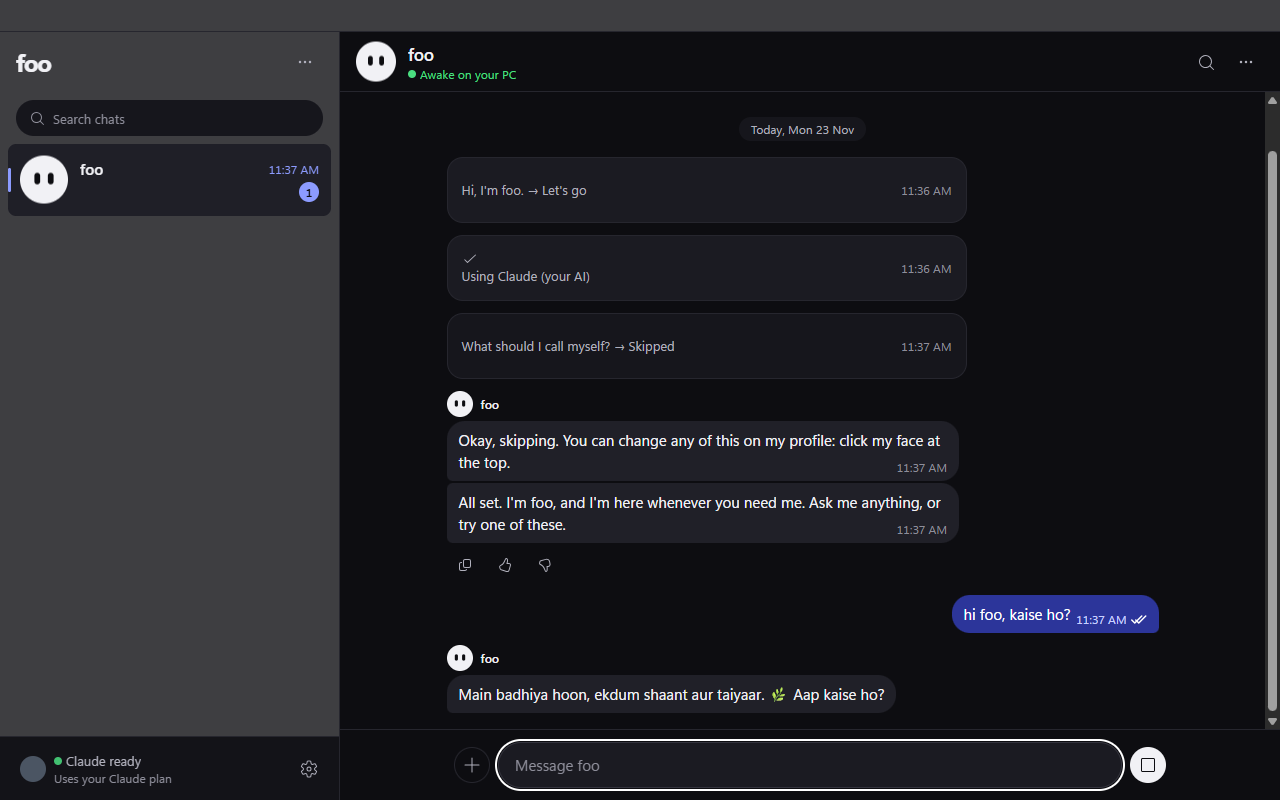 foo
...
Search chats
foo
11:37 AM
1
Claude ready
Uses your Claude plan
foo
Awake on your PC
...
Today, Mon 23 Nov
Hi, I'm foo. → Let's go
11:36 AM
Using Claude (your AI)
11:36 AM
What should I call myself? → Skipped
11:37 AM
foo
Okay, skipping. You can change any of this on my profile: click my face at
the top.
11:37 AM
All set. I'm foo, and I'm here whenever you need me. Ask me anything, or
try one of these.
11:37 AM
hi foo, kaise ho? 11:37 AM
foo
Main badhiya hoon, ekdum shaant aur taiyaar. 🌿 Aap kaise ho?
Message foo